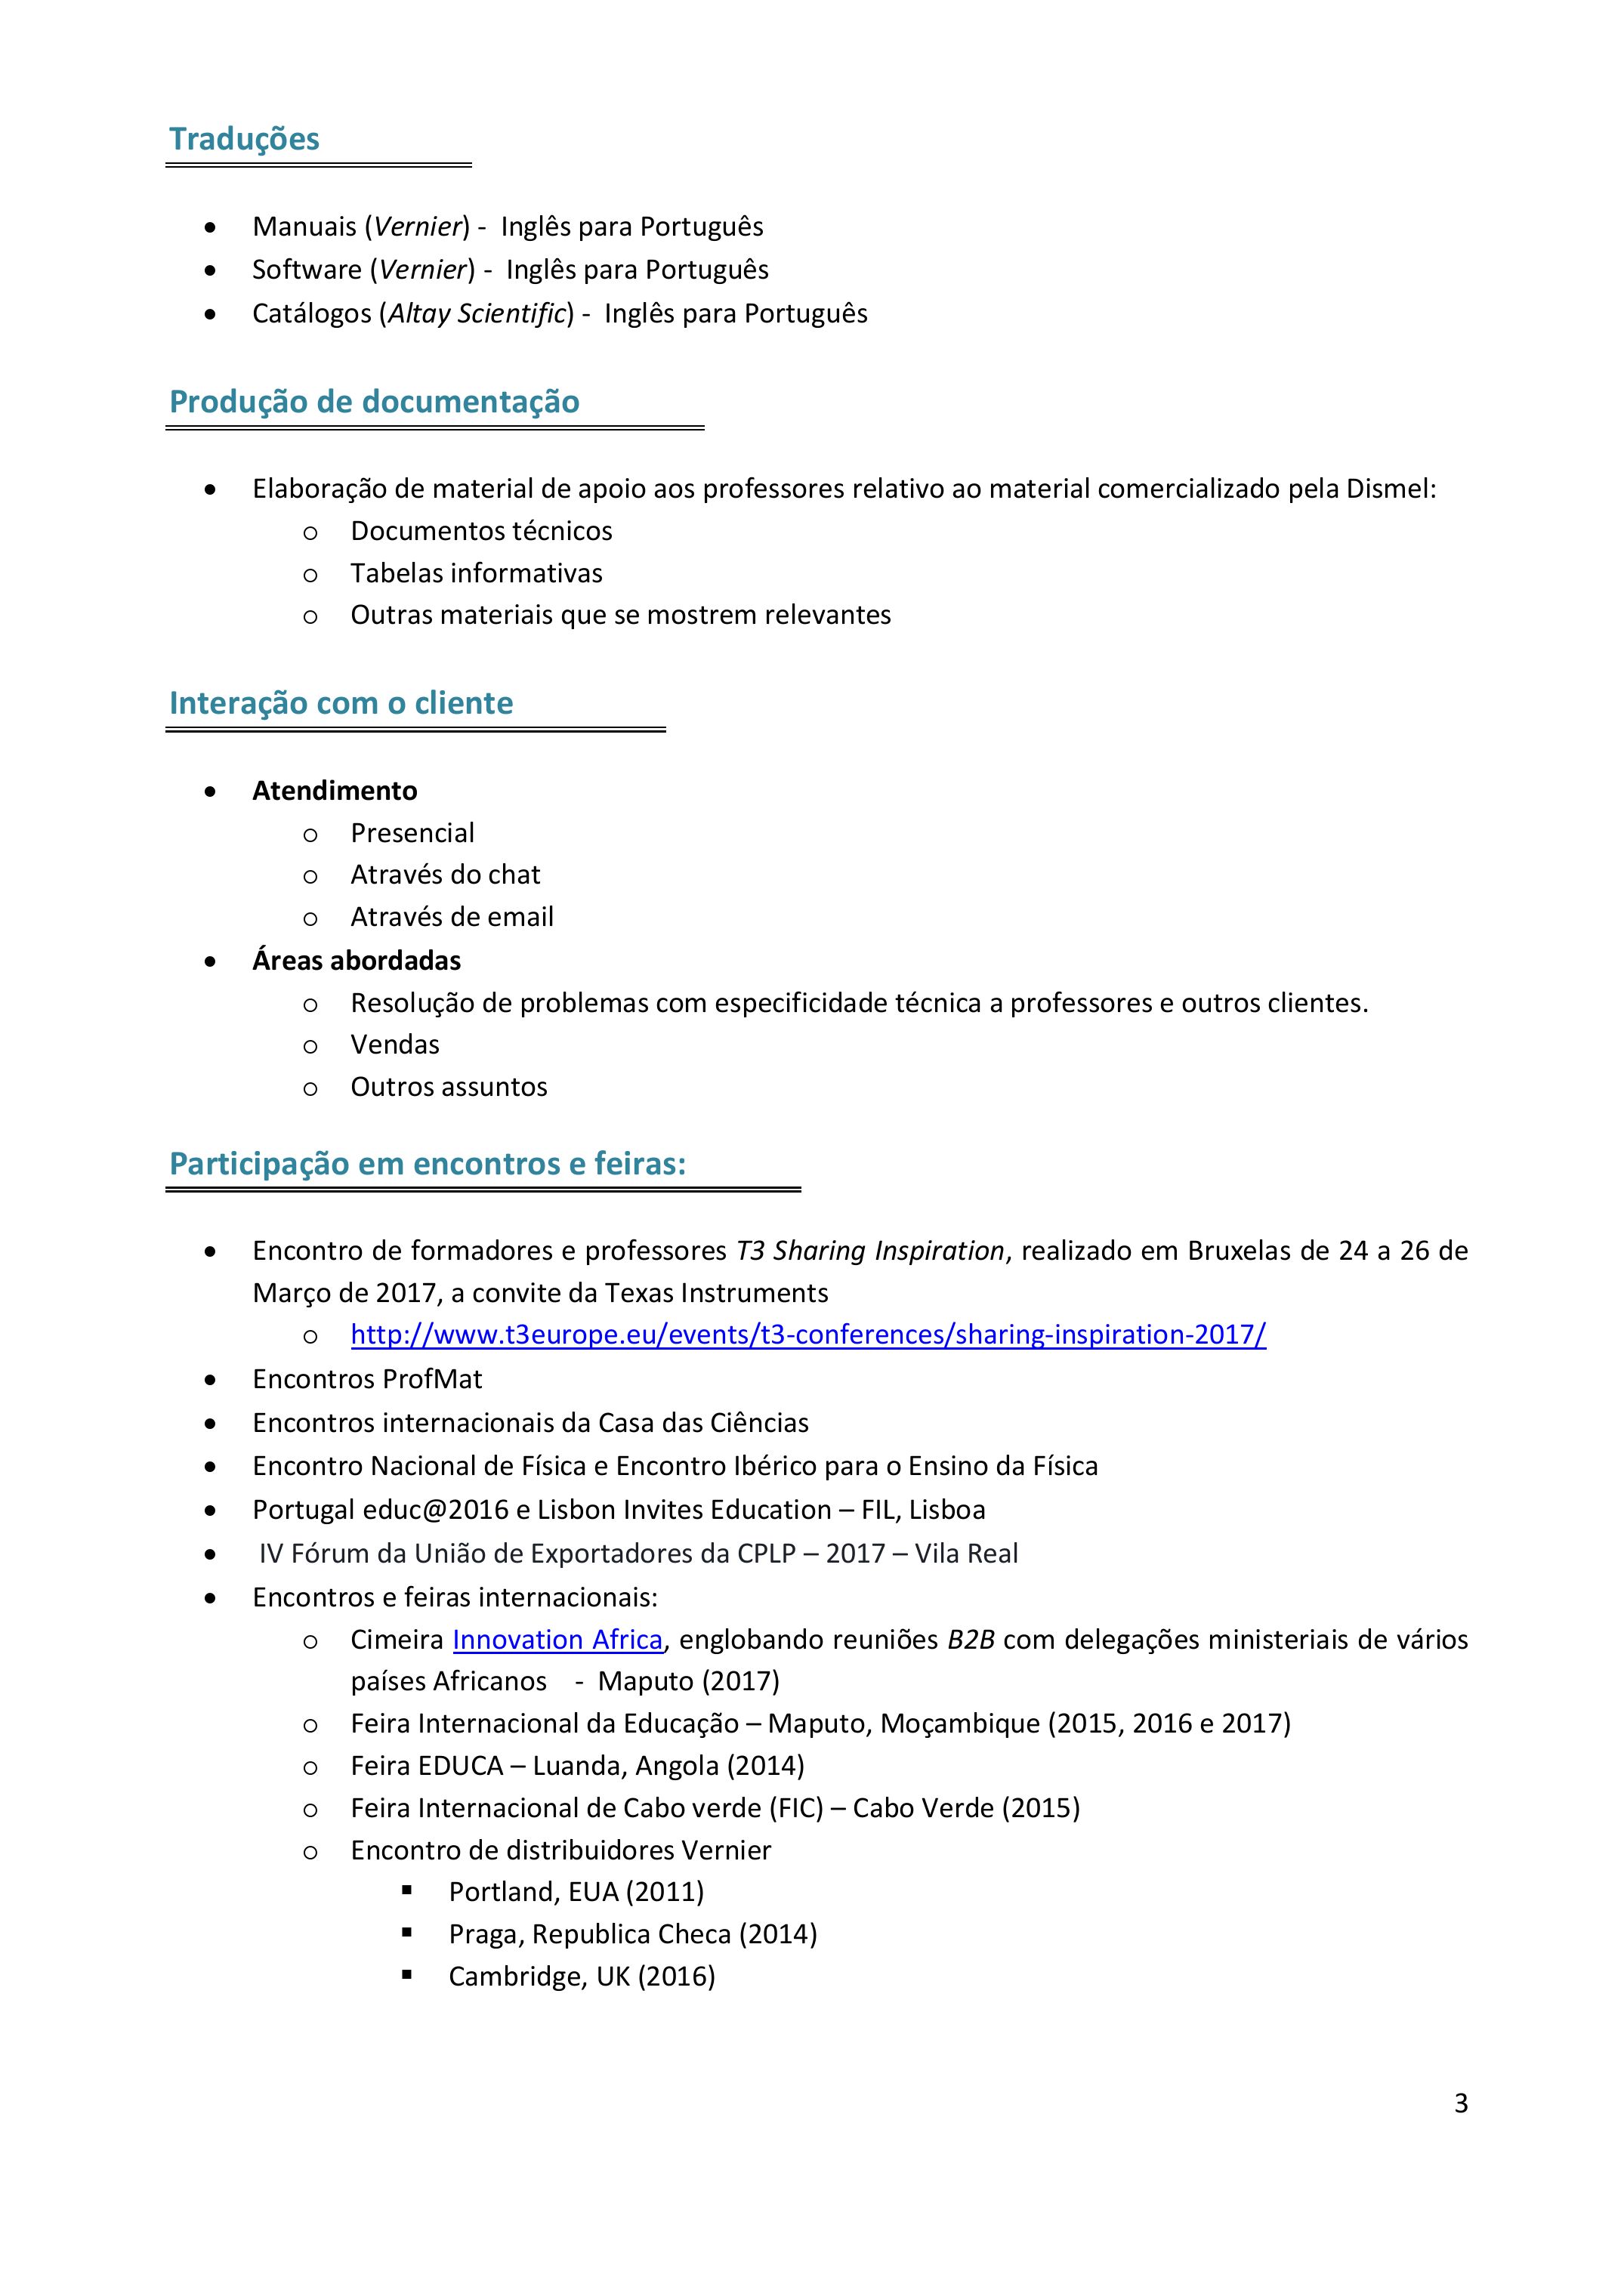 Traduções
• Manuais (Vernier) - Inglês para Português
• Software (Vernier) - Inglês para Português
• Catálogos (Altay Scientific) - Inglês para Português
Produção de documentação
• Elaboração de material de apoio aos professores relativo ao material comercializado pela Dismel:
o Documentos técnicos
o Tabelas informativas
o Outras materiais que se mostrem relevantes
Interação com o cliente
• Atendimento
o Presencial
o Através do chat
o Através de email
• Áreas abordadas
o Resolução de problemas com especificidade técnica a professores e outros clientes.
o Vendas
o Outros assuntos
Participação em encontros e feiras:
• Encontro de formadores e professores T3 Sharing Inspiration, realizado em Bruxelas de 24 a 26 de
Março de 2017, a convite da Texas Instruments
o http://www.t3europe.eu/events/t3-conferences/sharing-inspiration-2017/
• Encontros ProfMat
• Encontros internacionais da Casa das Ciências
• Encontro Nacional de Física e Encontro Ibérico para o Ensino da Física
• Portugal educ@2016 e Lisbon Invites Education – FIL, Lisboa
• IV Fórum da União de Exportadores da CPLP – 2017 – Vila Real
• Encontros e feiras internacionais:
o Cimeira Innovation Africa, englobando reuniões B2B com delegações ministeriais de vários
países Africanos - Maputo (2017)
o Feira Internacional da Educação – Maputo, Moçambique (2015, 2016 e 2017)
o Feira EDUCA – Luanda, Angola (2014)
o Feira Internacional de Cabo verde (FIC) – Cabo Verde (2015)
o Encontro de distribuidores Vernier
▪ Portland, EUA (2011)
▪ Praga, Republica Checa (2014)
▪ Cambridge, UK (2016)
3